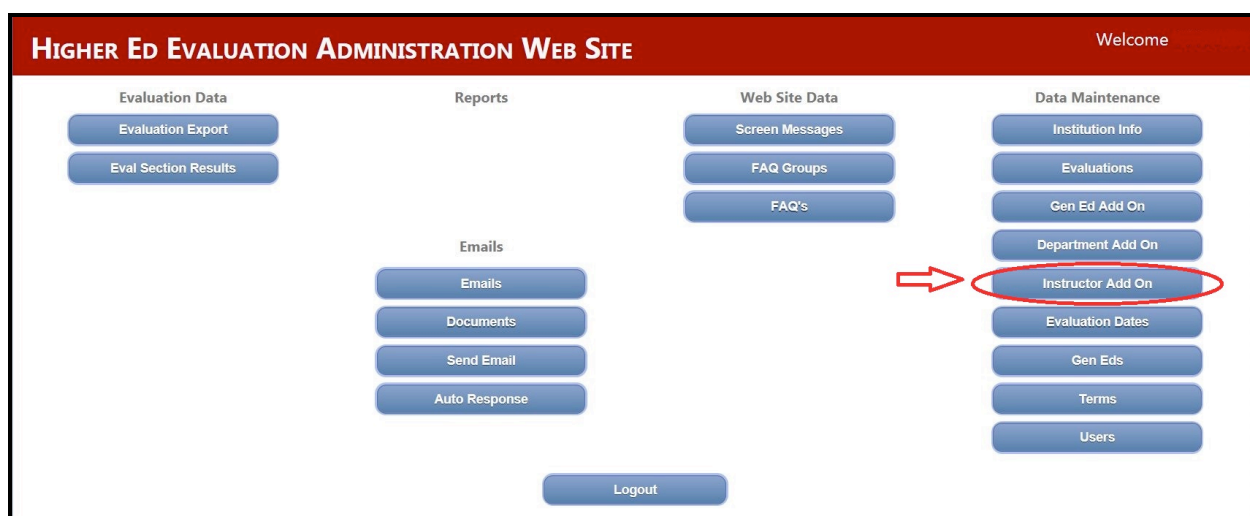 HIGHER ED EVALUATION ADMINISTRATION WEB SITE
Welcome
Evaluation Data
Evaluation Export
Eval Section Results
Reports
Emails
Emails
Documents
Send Email
Auto Response
Web Site Data
Screen Messages
FAQ Groups
FAQ's
Data Maintenance
Institution Info
Evaluations
Gen Ed Add On
Department Add On
Instructor Add On
Evaluation Dates
Gen Eds
Terms
Users
Logout